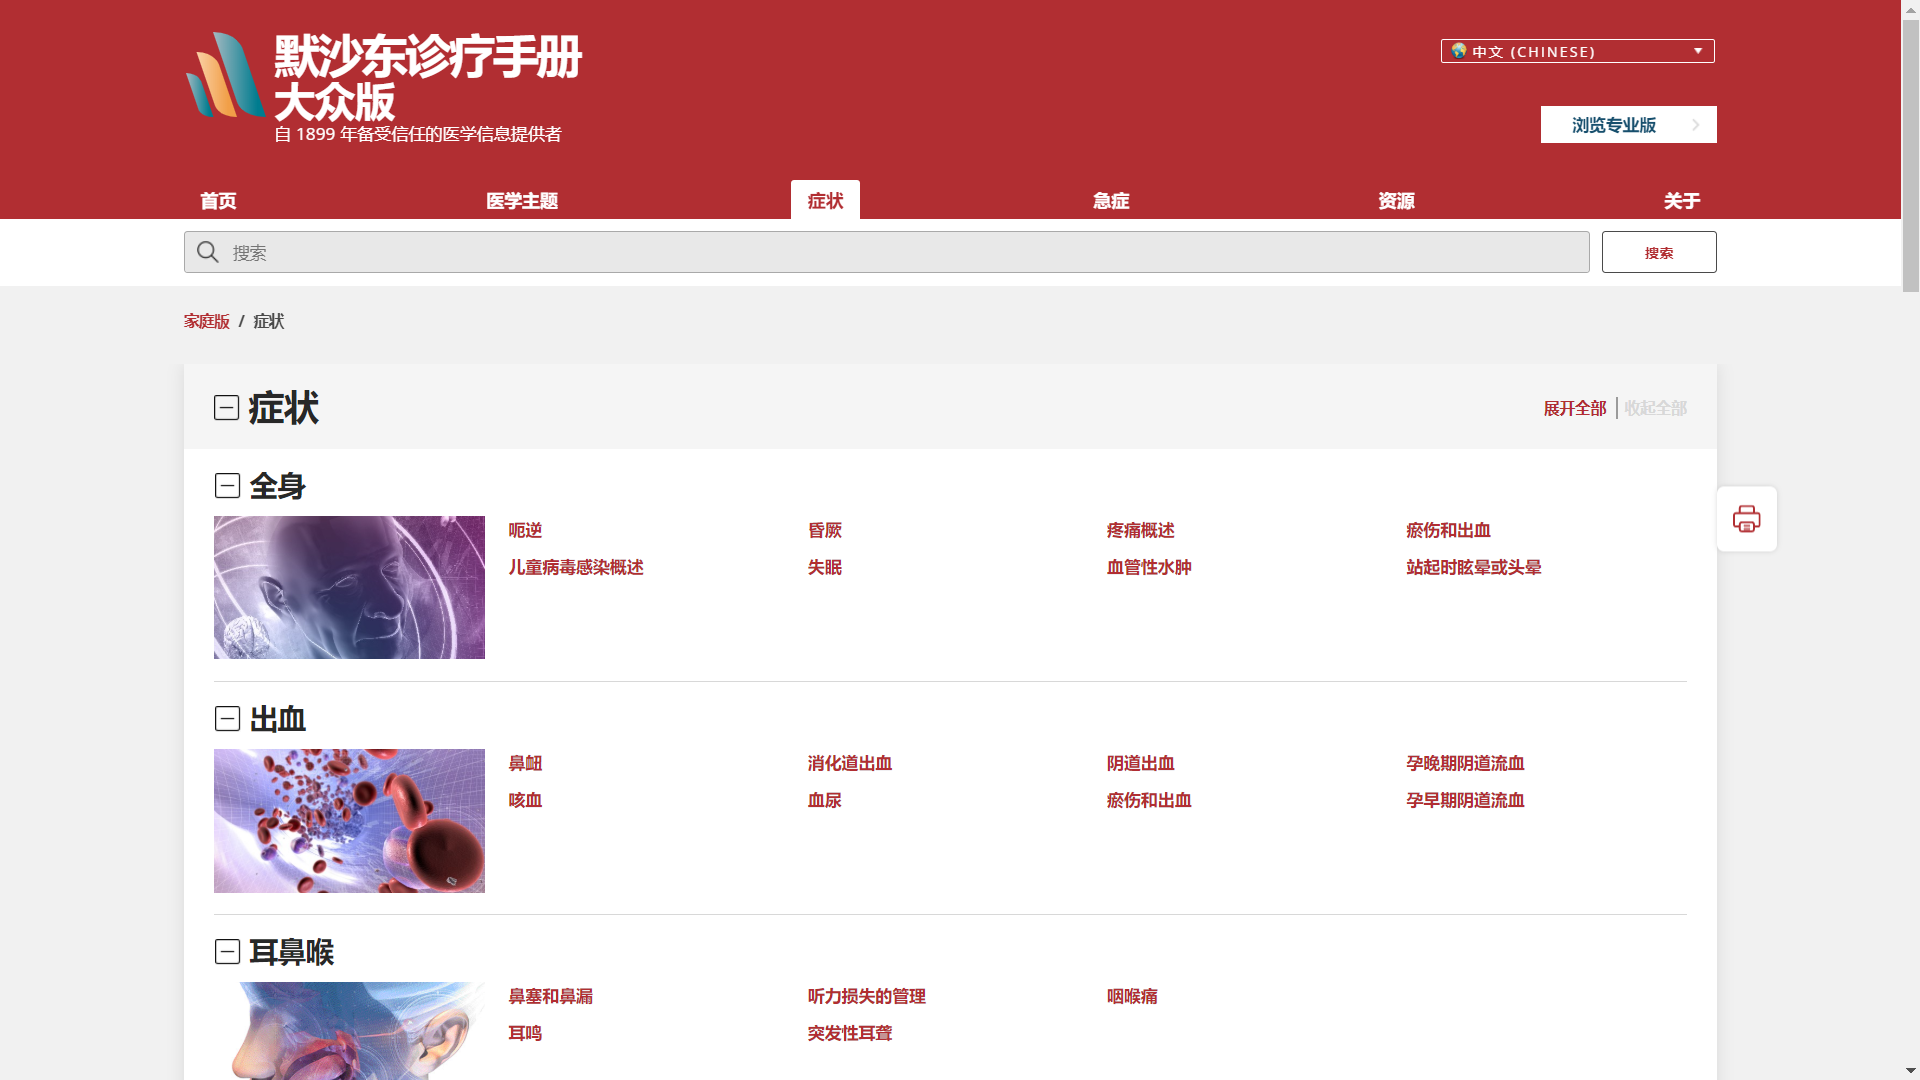 默沙东诊疗手册
大众版
自 1899 年备受信任的医学信息提供者
中文 (CHINESE)
浏览专业版
首页 医学主题 症状 急症 资源 关于
搜索 搜索
家庭版 / 症状
症状 展开全部 收起全部
全身
呃逆 昏厥 疼痛概述 瘀伤和出血
儿童病毒感染概述 失眠 血管性水肿 站起时眩晕或头晕
出血
鼻衄 消化道出血 阴道出血 孕晚期阴道流血
咳血 血尿 瘀伤和出血 孕早期阴道流血
耳鼻喉
鼻塞和鼻漏 听力损失的管理 咽喉痛
耳鸣 突发性耳聋